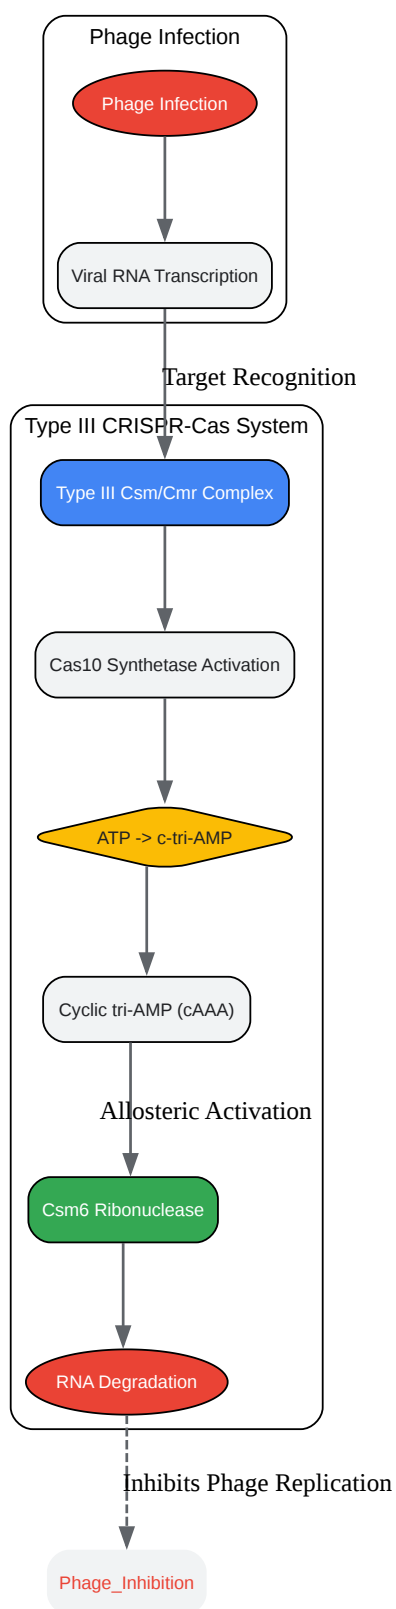 Phage Infection
Phage Infection
Viral RNA Transcription
Target Recognition
Type III CRISPR-Cas System
Type III Csm/Cmr Complex
Cas10 Synthetase Activation
ATP -> c-tri-AMP
Cyclic tri-AMP (cAAA)
Allosteric Activation
Csm6 Ribonuclease
RNA Degradation
Inhibits Phage Replication
Phage_Inhibition